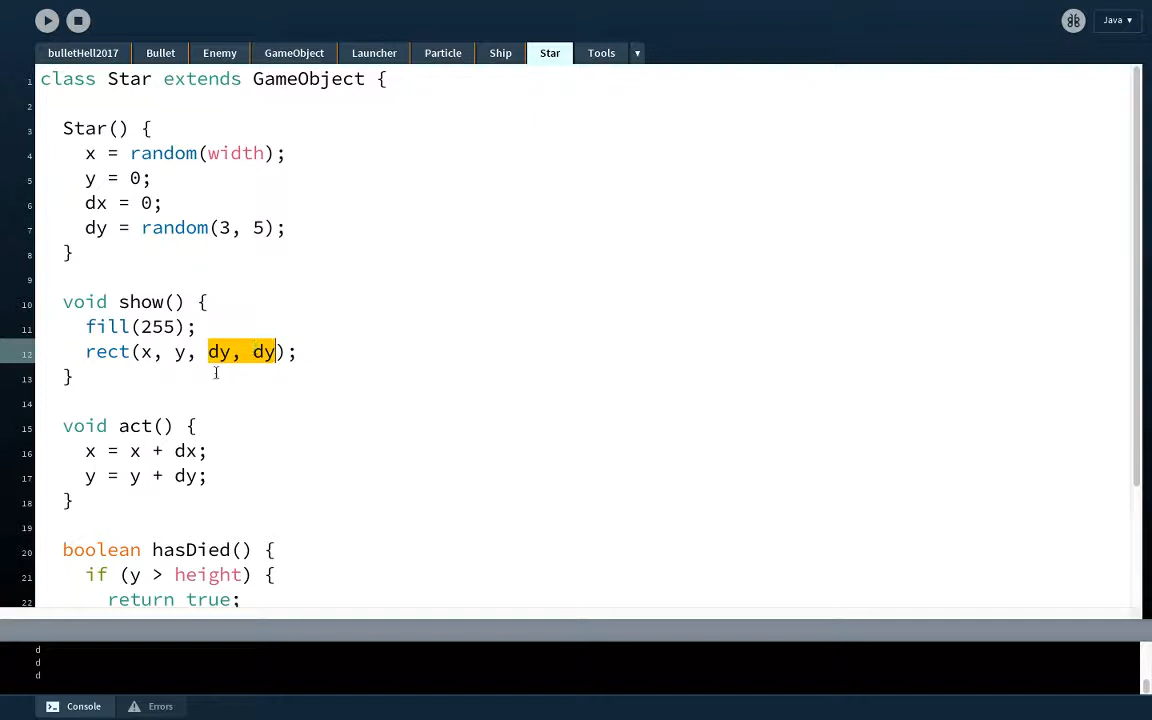 Java ▾
bulletHell2017 Bullet Enemy GameObject Launcher Particle Ship Star Tools ▾
1 class Star extends GameObject {
2
3 Star() {
4 x = random(width);
5 y = 0;
6 dx = 0;
7 dy = random(3, 5);
8 }
9
10 void show() {
11 fill(255);
12 rect(x, y, dy, dy);
13 }
14
15 void act() {
16 x = x + dx;
17 y = y + dy;
18 }
19
20 boolean hasDied() {
21 if (y > height) {
22 return true;
d
d
d
Console Errors